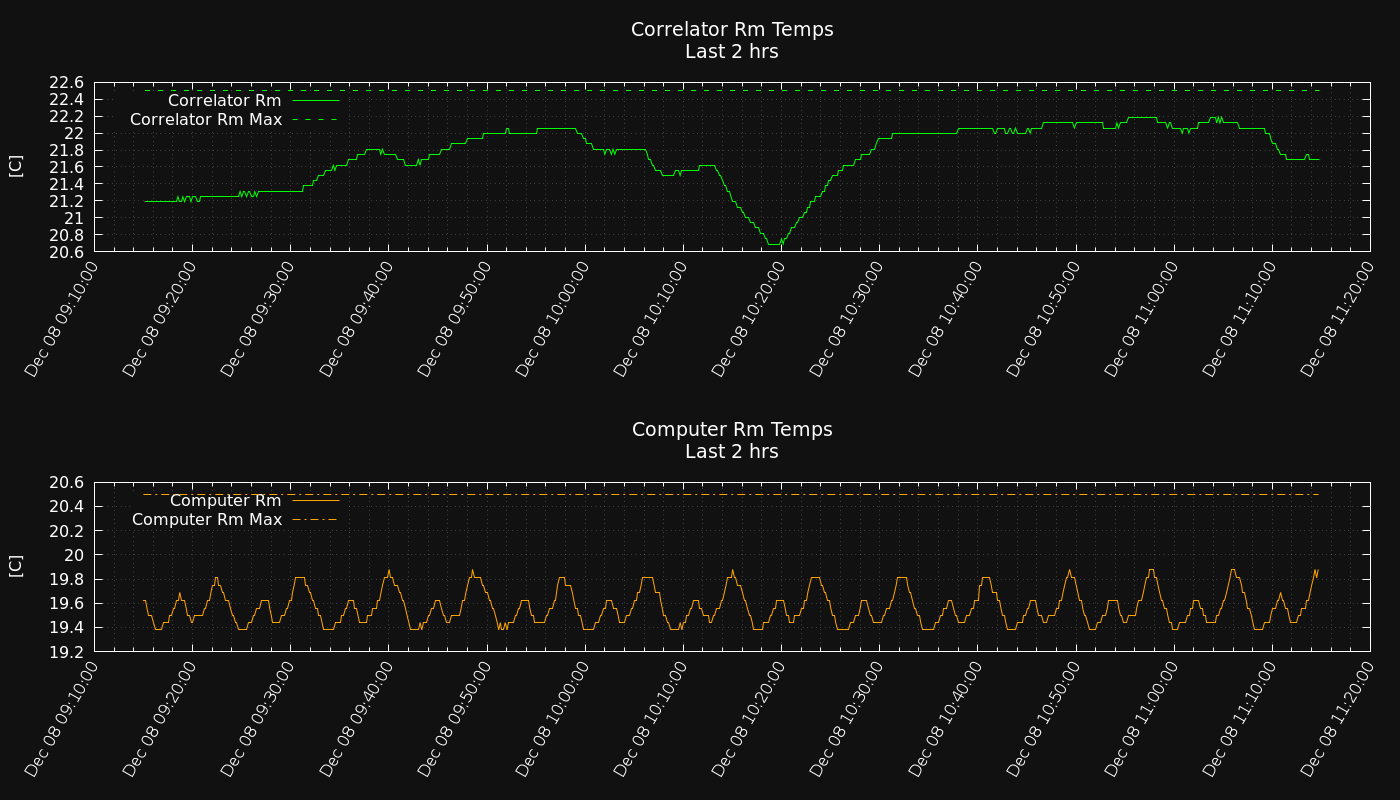 Correlator Rm Temps
Last 2 hrs
22.6
22.4
22.2
22
21.8
21.6
21.4
21.2
21
20.8
20.6
[C]
Correlator Rm
Correlator Rm Max
Dec 08 09:10:00
Dec 08 09:20:00
Dec 08 09:30:00
Dec 08 09:40:00
Dec 08 09:50:00
Dec 08 10:00:00
Dec 08 10:10:00
Dec 08 10:20:00
Dec 08 10:30:00
Dec 08 10:40:00
Dec 08 10:50:00
Dec 08 11:00:00
Dec 08 11:10:00
Dec 08 11:20:00
Computer Rm Temps
Last 2 hrs
20.6
20.4
20.2
20
19.8
19.6
19.4
19.2
[C]
Computer Rm
Computer Rm Max
Dec 08 09:10:00
Dec 08 09:20:00
Dec 08 09:30:00
Dec 08 09:40:00
Dec 08 09:50:00
Dec 08 10:00:00
Dec 08 10:10:00
Dec 08 10:20:00
Dec 08 10:30:00
Dec 08 10:40:00
Dec 08 10:50:00
Dec 08 11:00:00
Dec 08 11:10:00
Dec 08 11:20:00